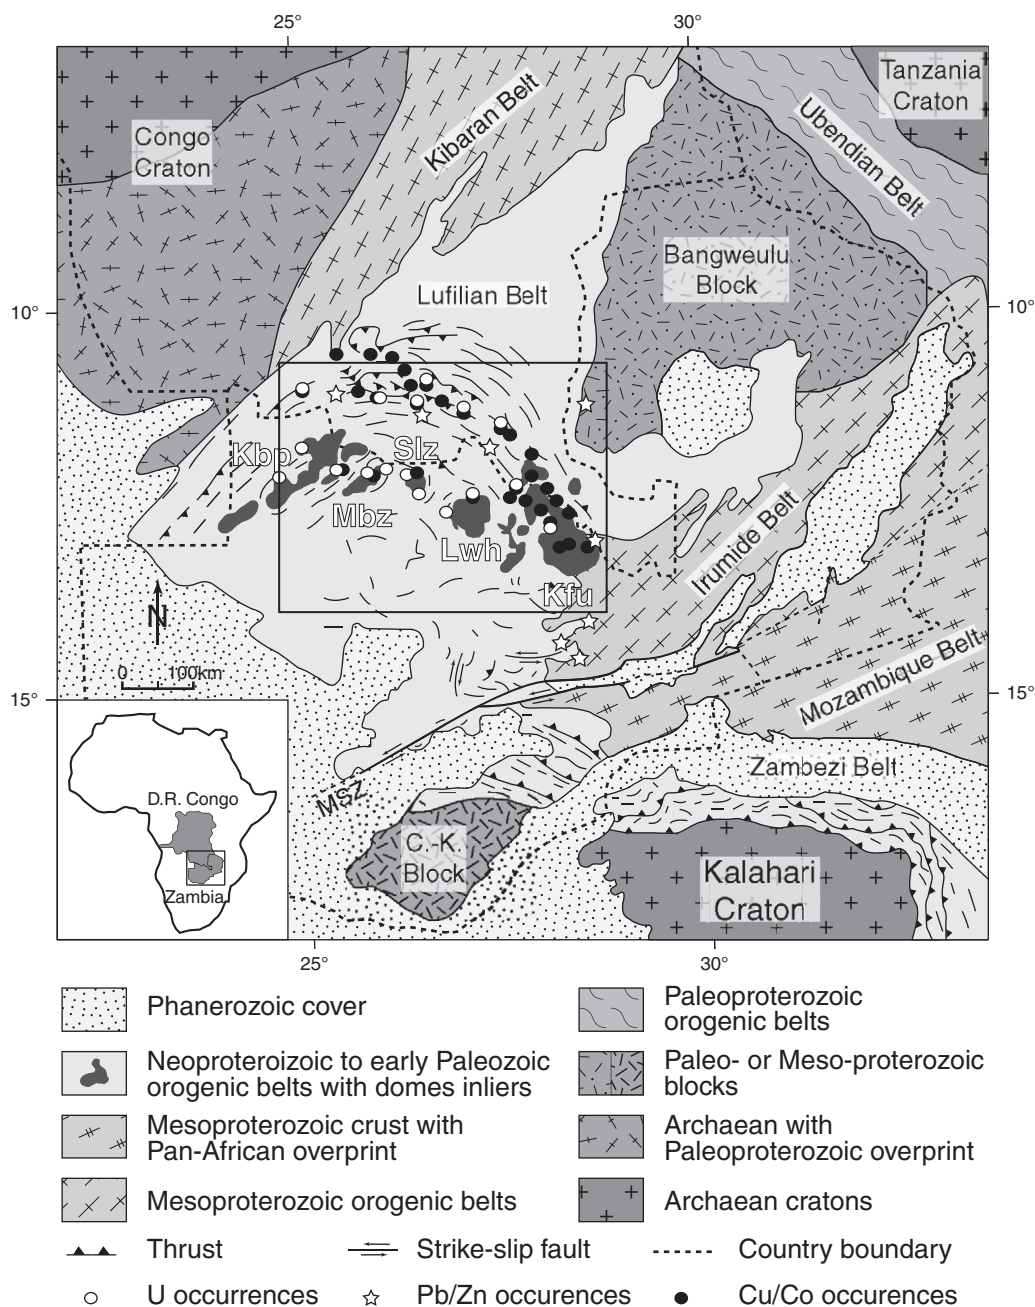 25°
30°
Tanzania
Craton
Congo
Craton
Kibaran Belt
Ubendian Belt
Bangweulu
Block
Lufilian Belt
10°
10°
Kbp
Slz
Mbz
Lwh
Kfu
Irumide Belt
N
0 100km
Mozambique Belt
15°
15°
Zambezi Belt
MSZ
D.R. Congo
Zambia
C.-K.
Block
Kalahari
Craton
25°
30°
Phanerozoic cover
Neoproteroizoic to early Paleozoic
orogenic belts with domes inliers
Mesoproterozoic crust with
Pan-African overprint
Mesoproterozoic orogenic belts
Paleoproterozoic
orogenic belts
Paleo- or Meso-proterozoic
blocks
Archaean with
Paleoproterozoic overprint
Archaean cratons
Thrust
Strike-slip fault
Country boundary
U occurrences
Pb/Zn occurences
Cu/Co occurences